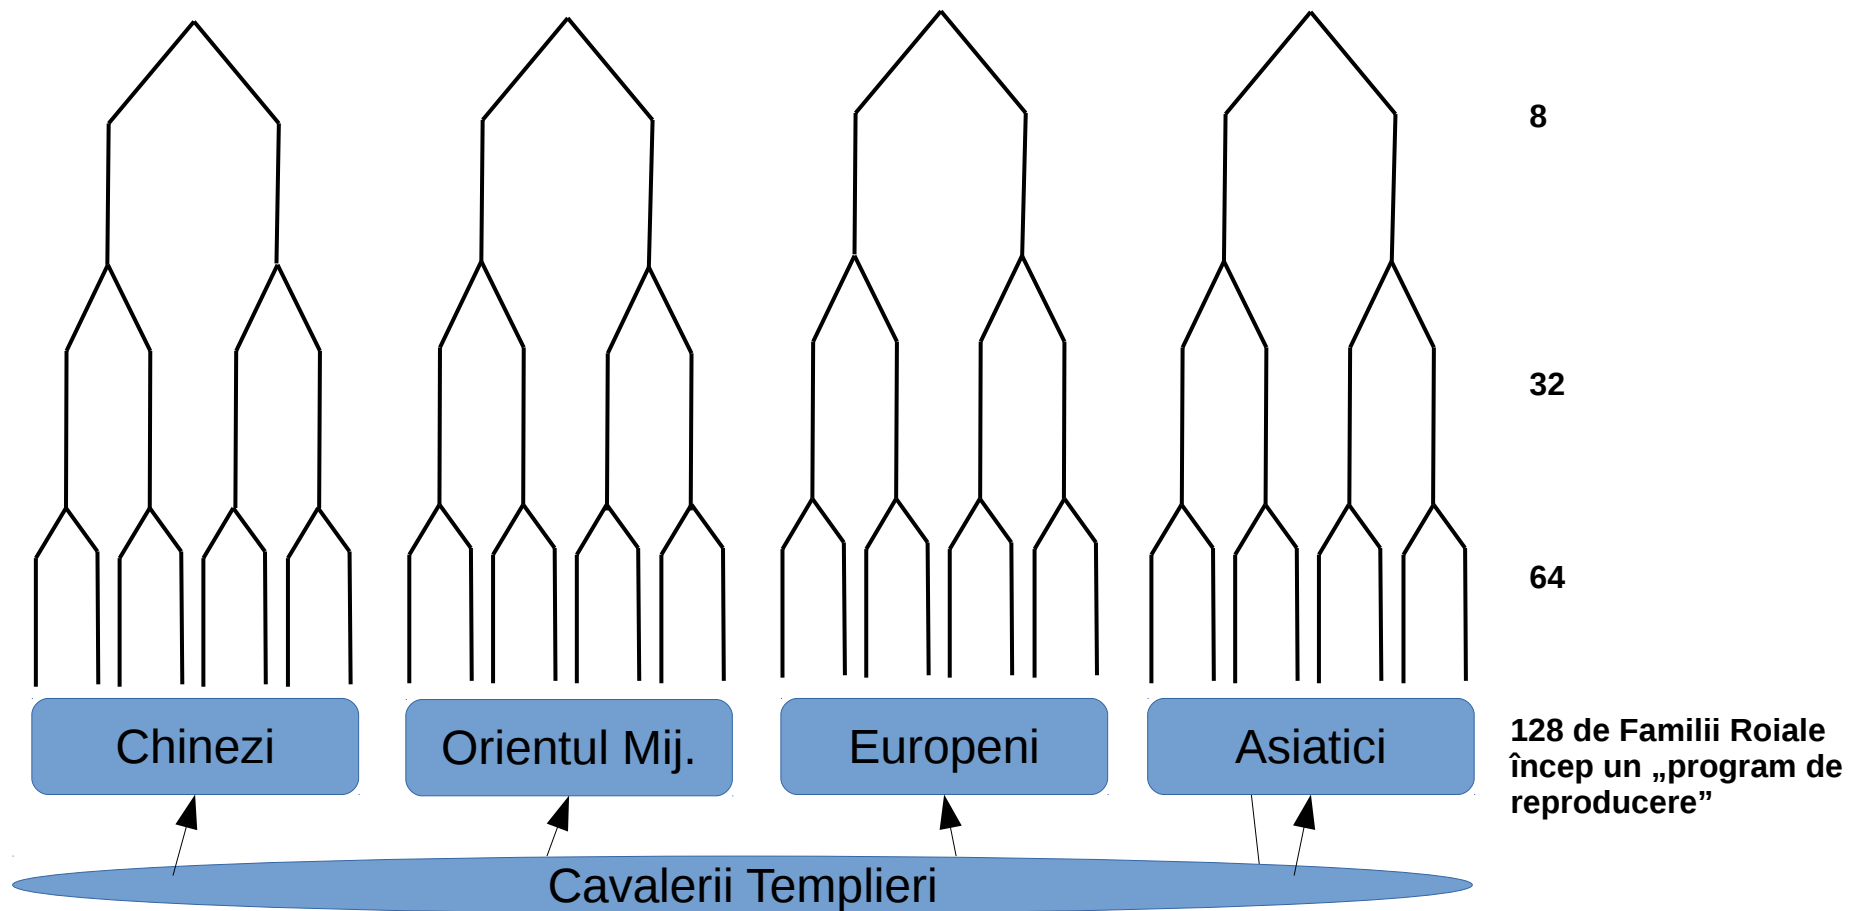 8
32
64
Chinezi
Orientul Mij.
Europeni
Asiatici
128 de Familii Roiale
încep un „program de
reproducere”
Cavalerii Templieri